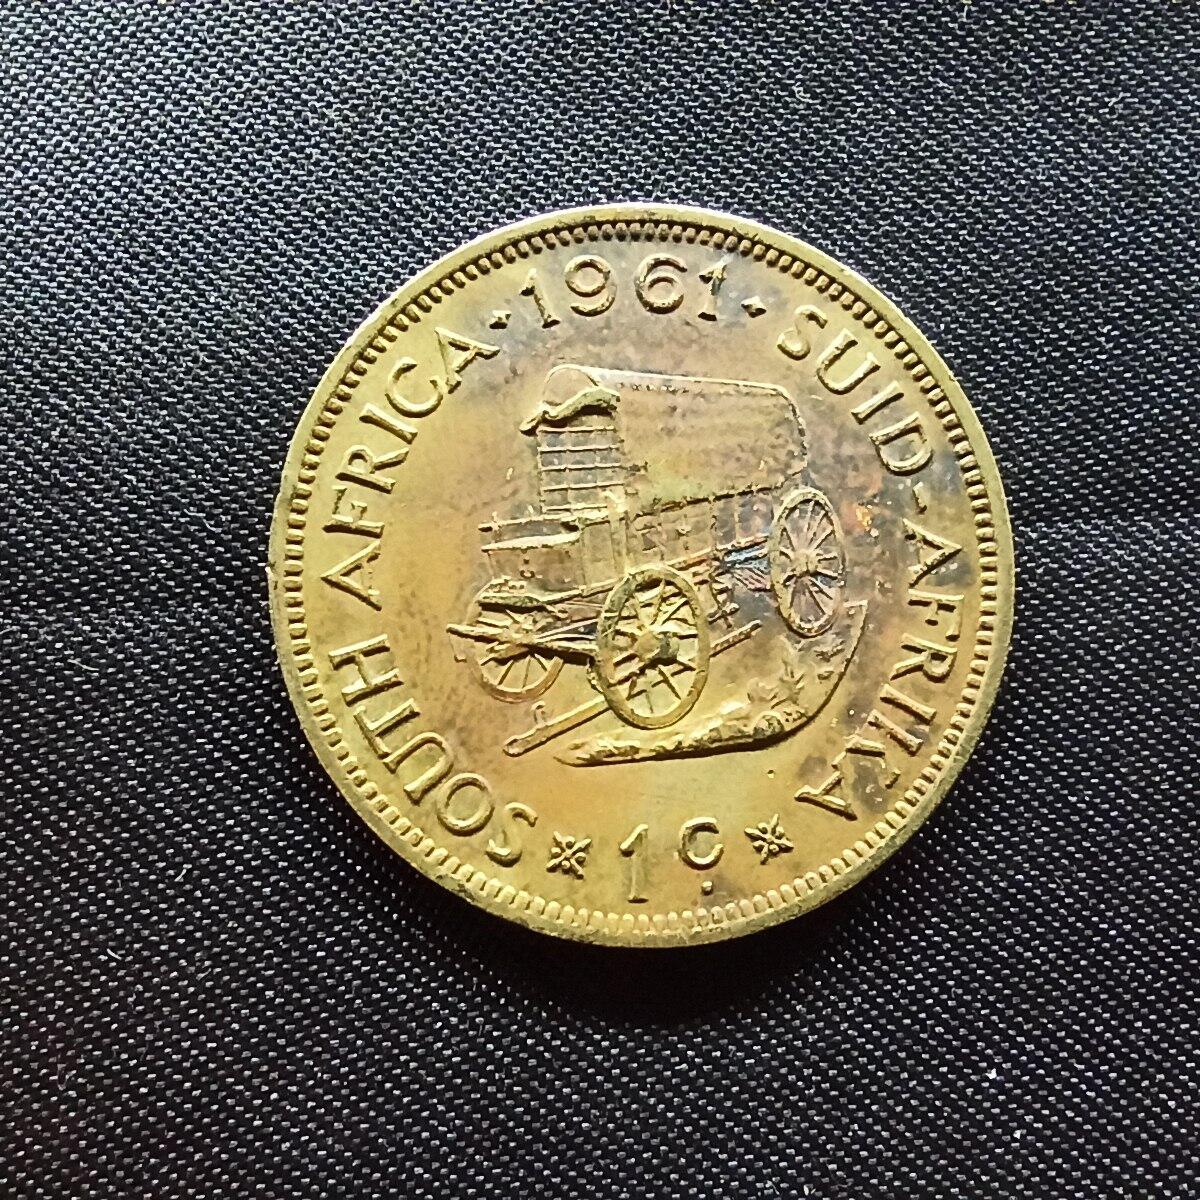 SOUTH AFRICA · 1961 · SUID-AFRIKA
1c